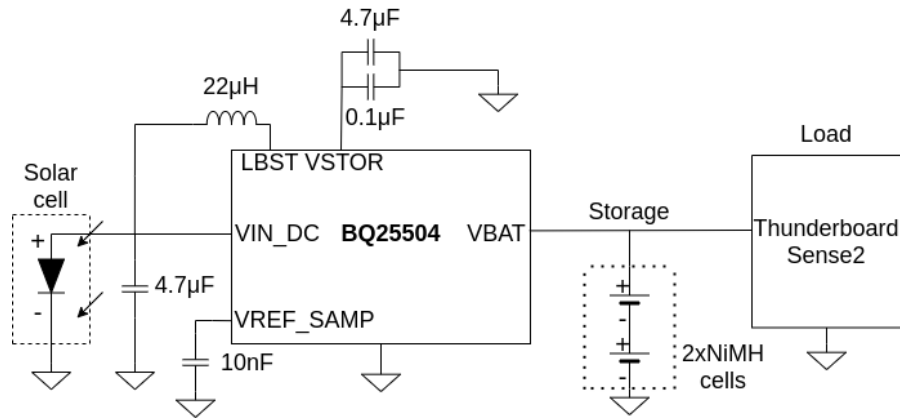 4.7μF
22μH
0.1μF
Load
LBST VSTOR
Solar
cell
Storage
+
VIN_DC BQ25504 VBAT
Thunderboard
Sense2
4.7μF
+
-
-
VREF_SAMP
+
2xNiMH
10nF
-
cells